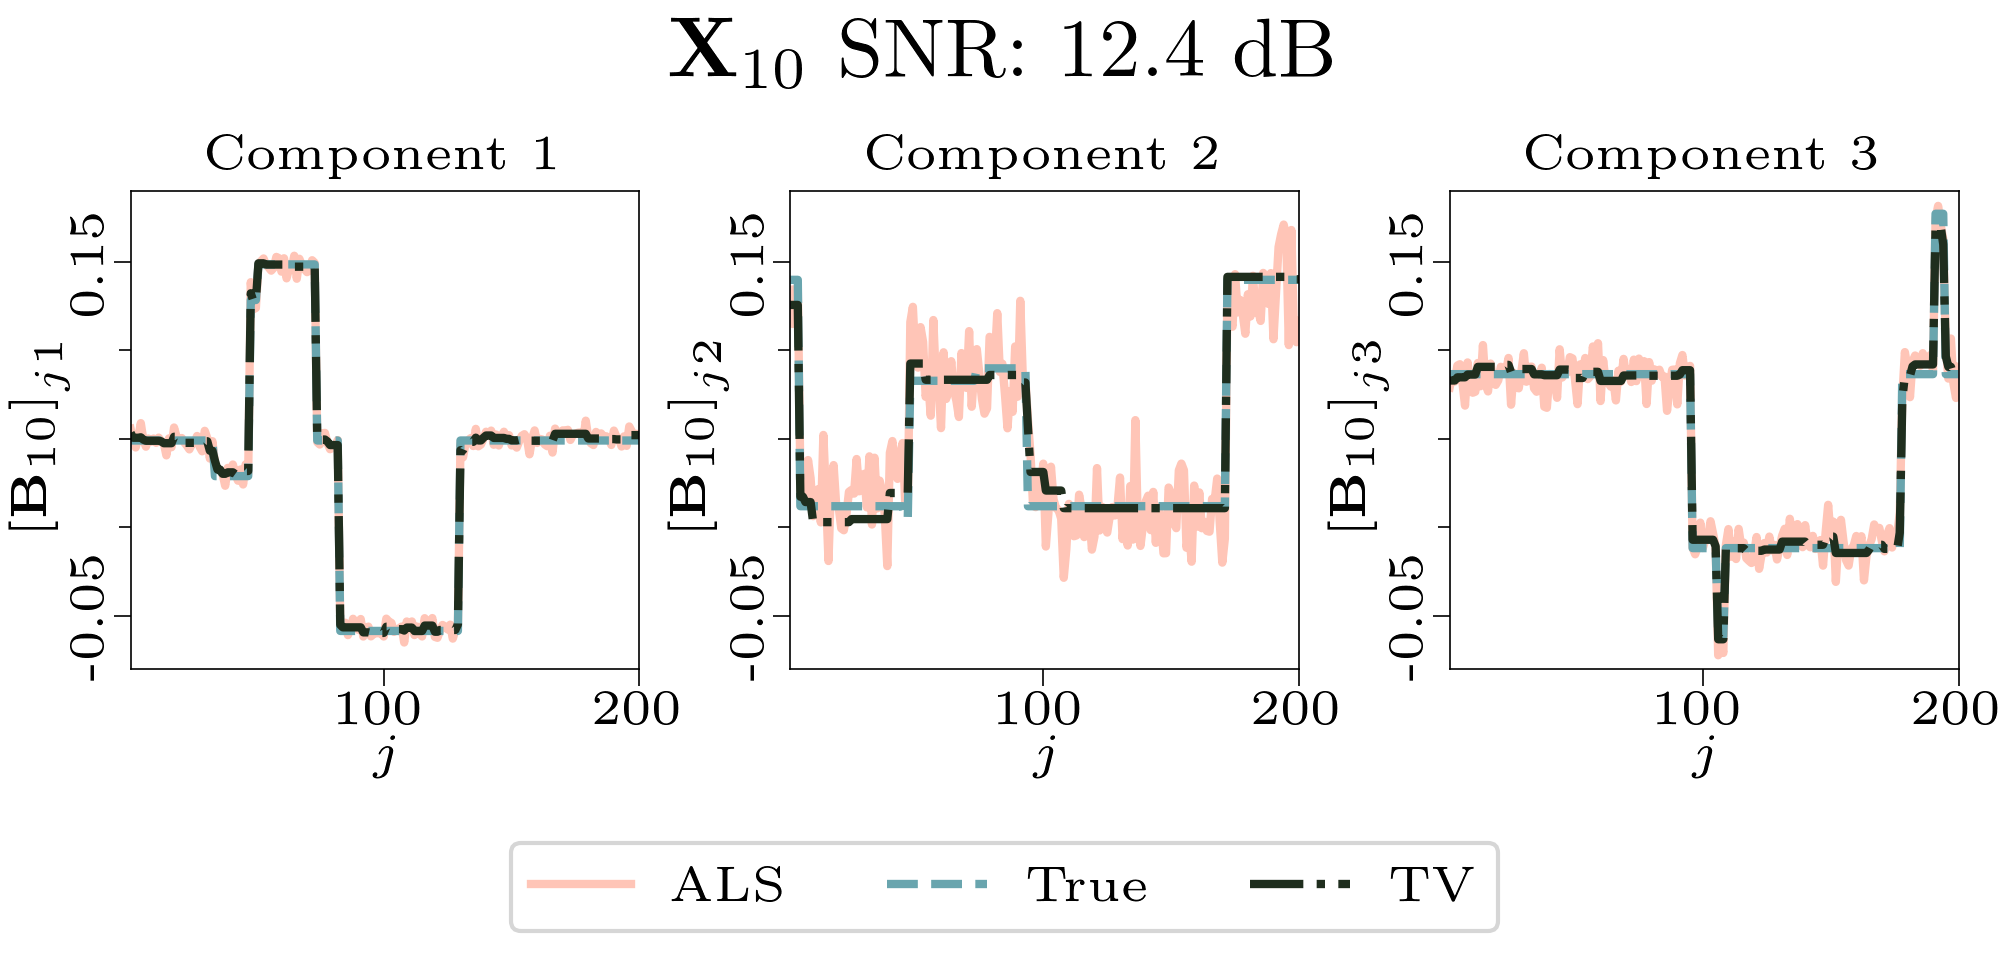 X₁₀ SNR: 12.4 dB
Component 1
Component 2
Component 3
[B₁₀]ⱼ₁
0.15
-0.05
100
200
j
[B₁₀]ⱼ₂
0.15
-0.05
100
200
j
[B₁₀]ⱼ₃
0.15
-0.05
100
200
j
ALS
True
TV